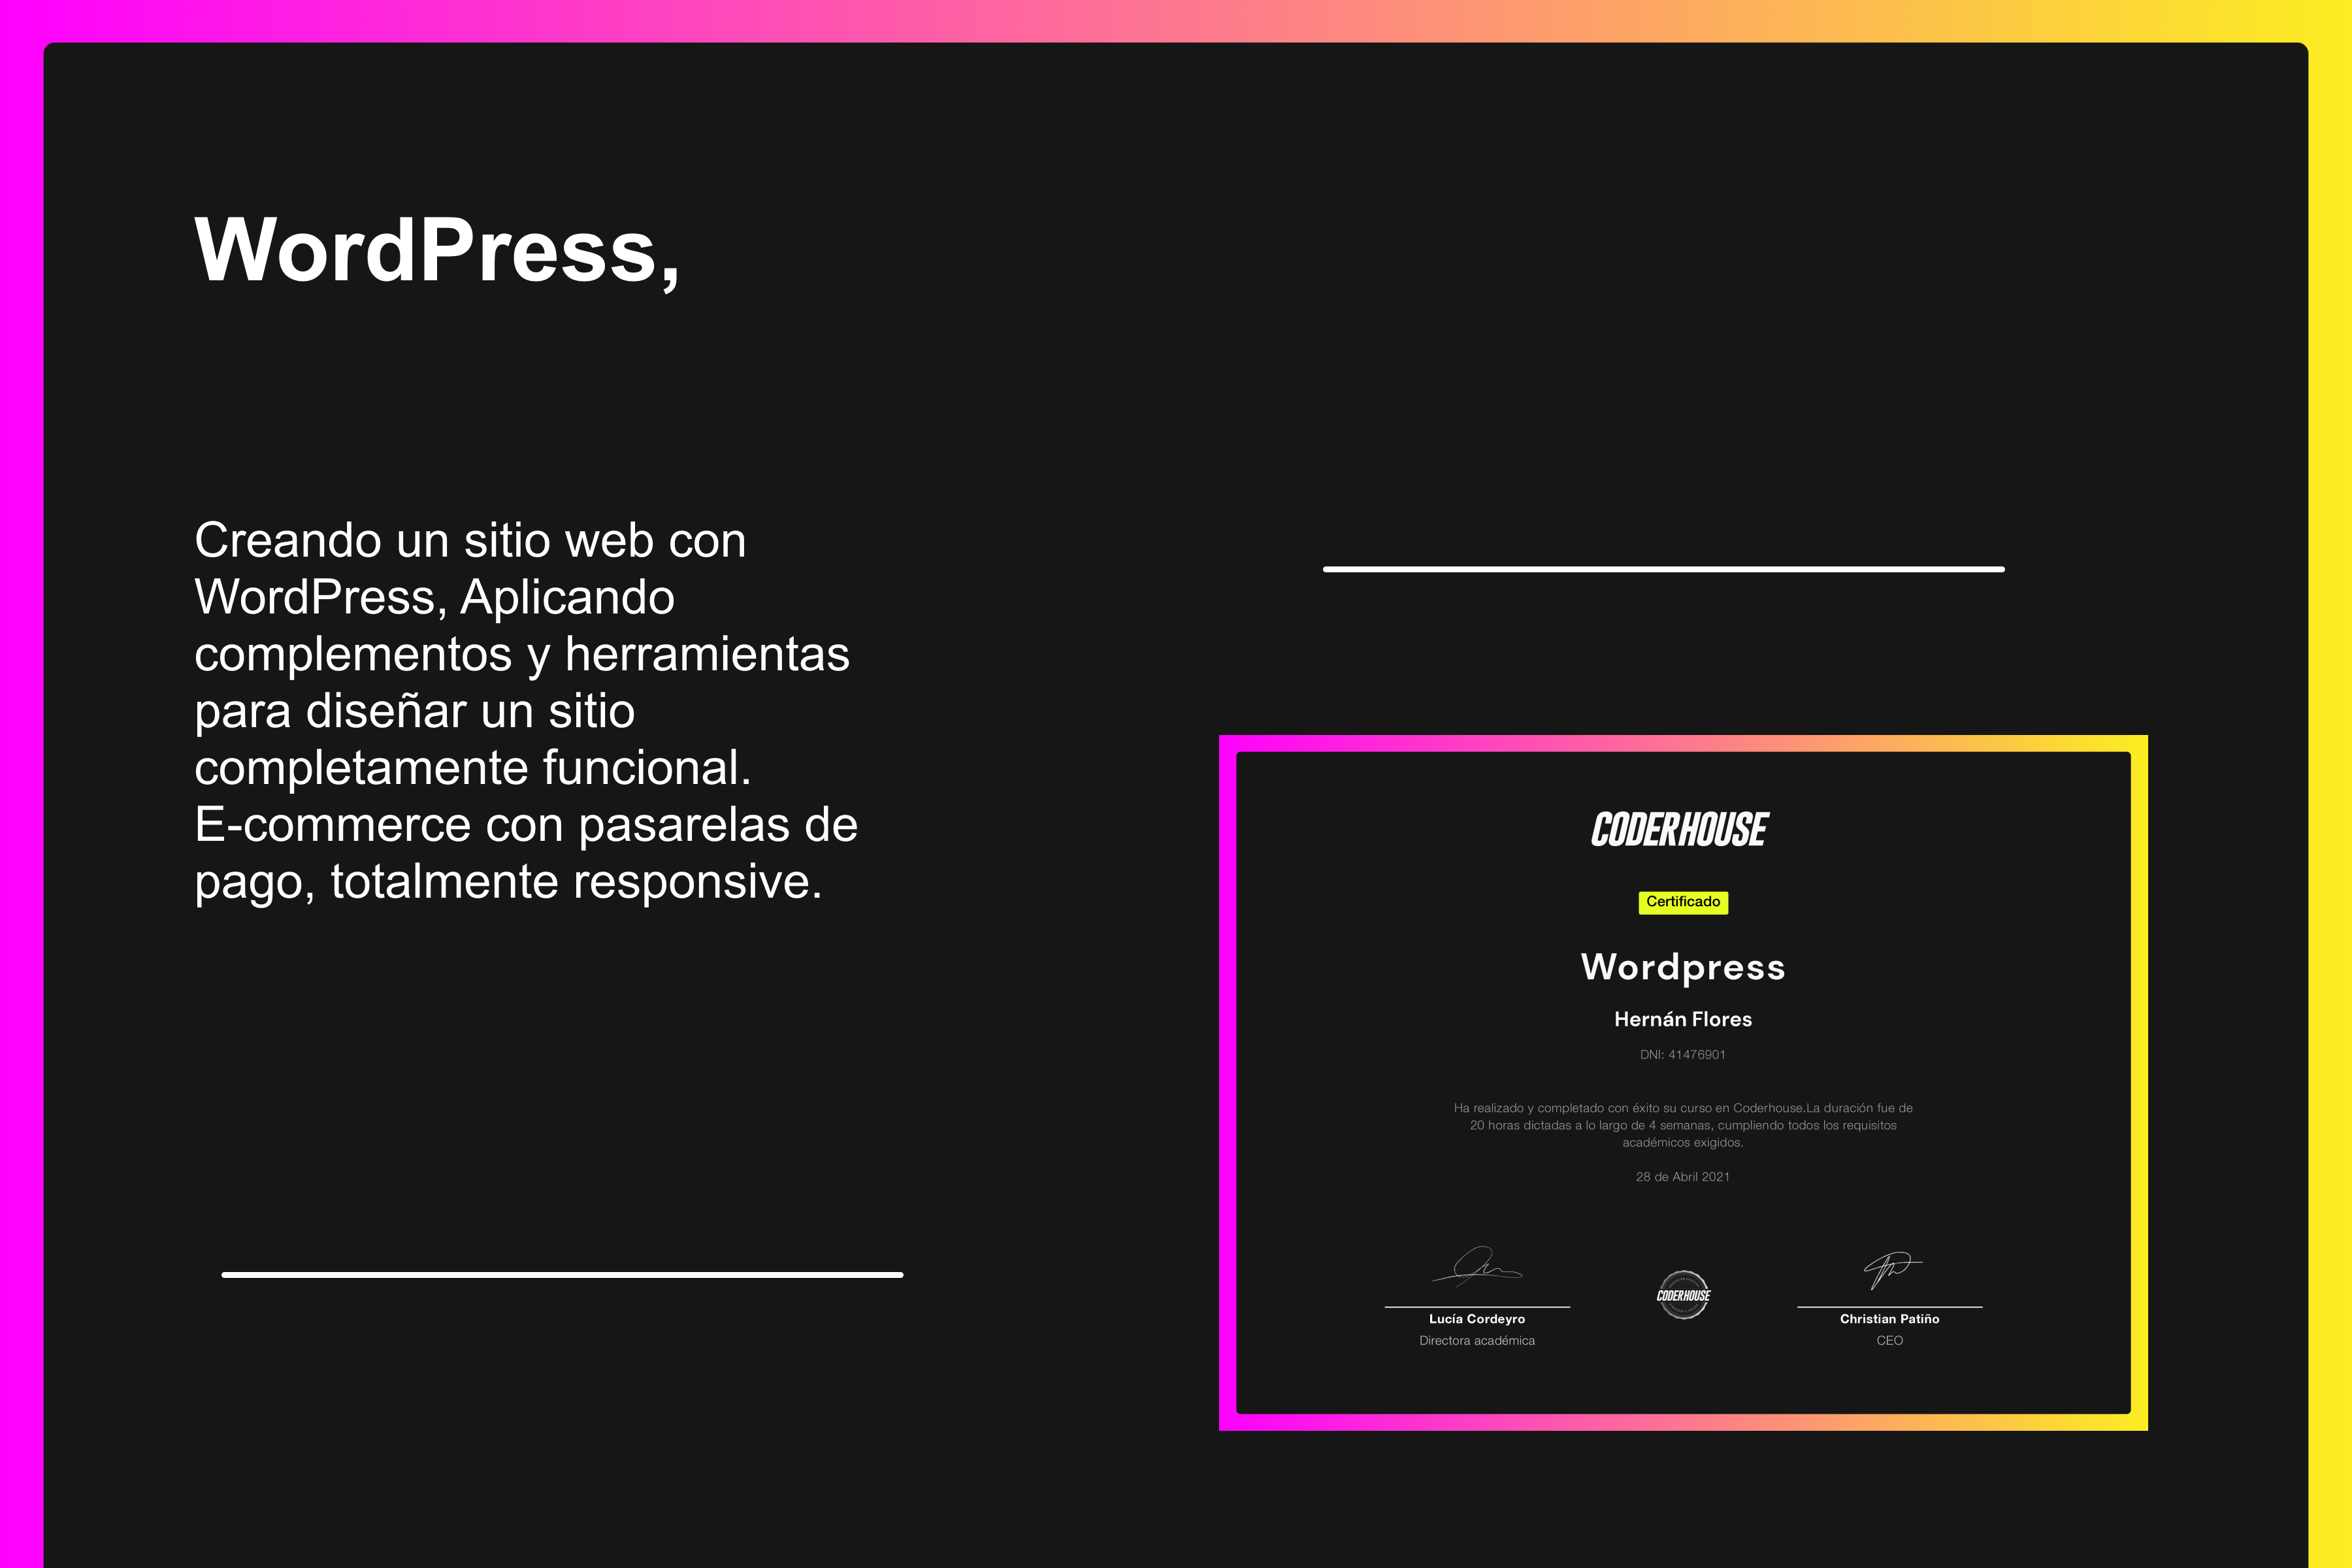 WordPress,
Creando un sitio web con
WordPress, Aplicando
complementos y herramientas
para diseñar un sitio
completamente funcional.
E-commerce con pasarelas de
pago, totalmente responsive.
CODERHOUSE
Certificado
Wordpress
Hernán Flores
DNI: 41476901
Ha realizado y completado con éxito su curso en Coderhouse.La duración fue de
20 horas dictadas a lo largo de 4 semanas, cumpliendo todos los requisitos
académicos exigidos.
28 de Abril 2021
CODERHOUSE
Lucía Cordeyro
Directora académica
Christian Patiño
CEO